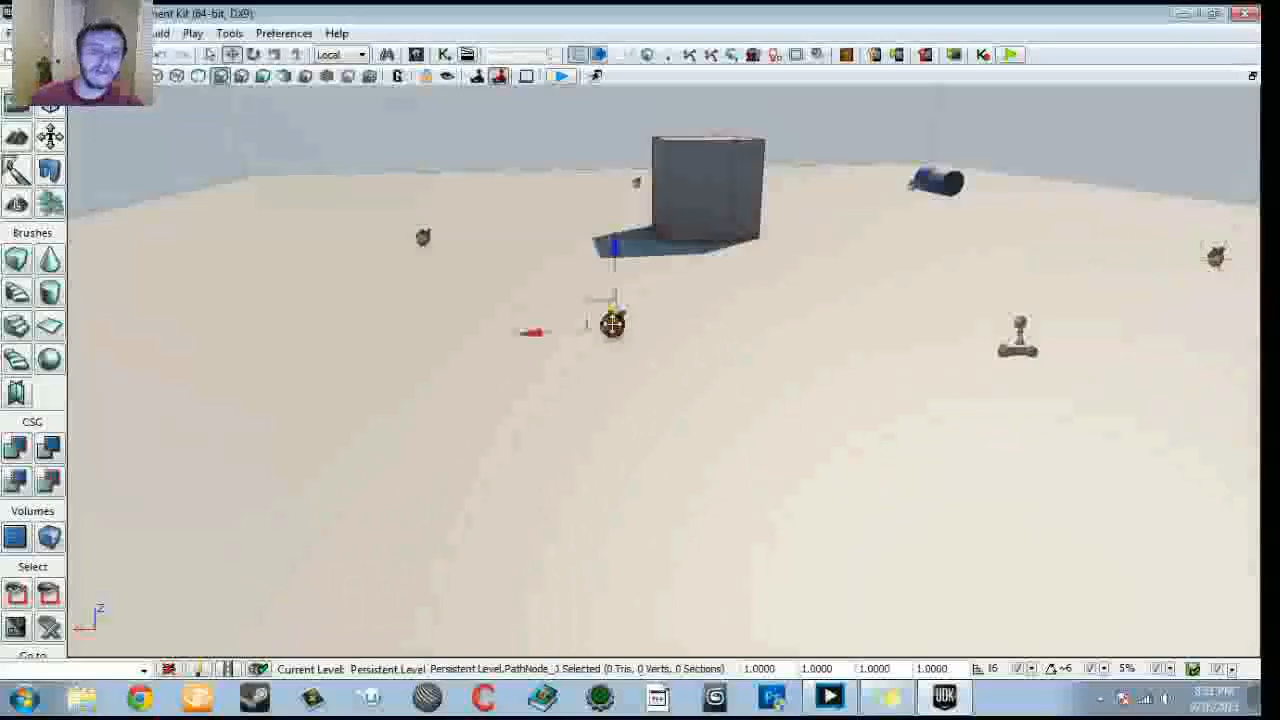 ment Kit (64-bit, DX9)
Play Tools Preferences Help
Local
Brushes
CSG
Volumes
Select
Go to
Z
Current Level: Persistent Level Persistent Level.PathNode_1 Selected (0 Tris, 0 Verts, 0 Sections) 1.0000 1.0000 1.0000 1.0000 16 ~6 5%
UDK